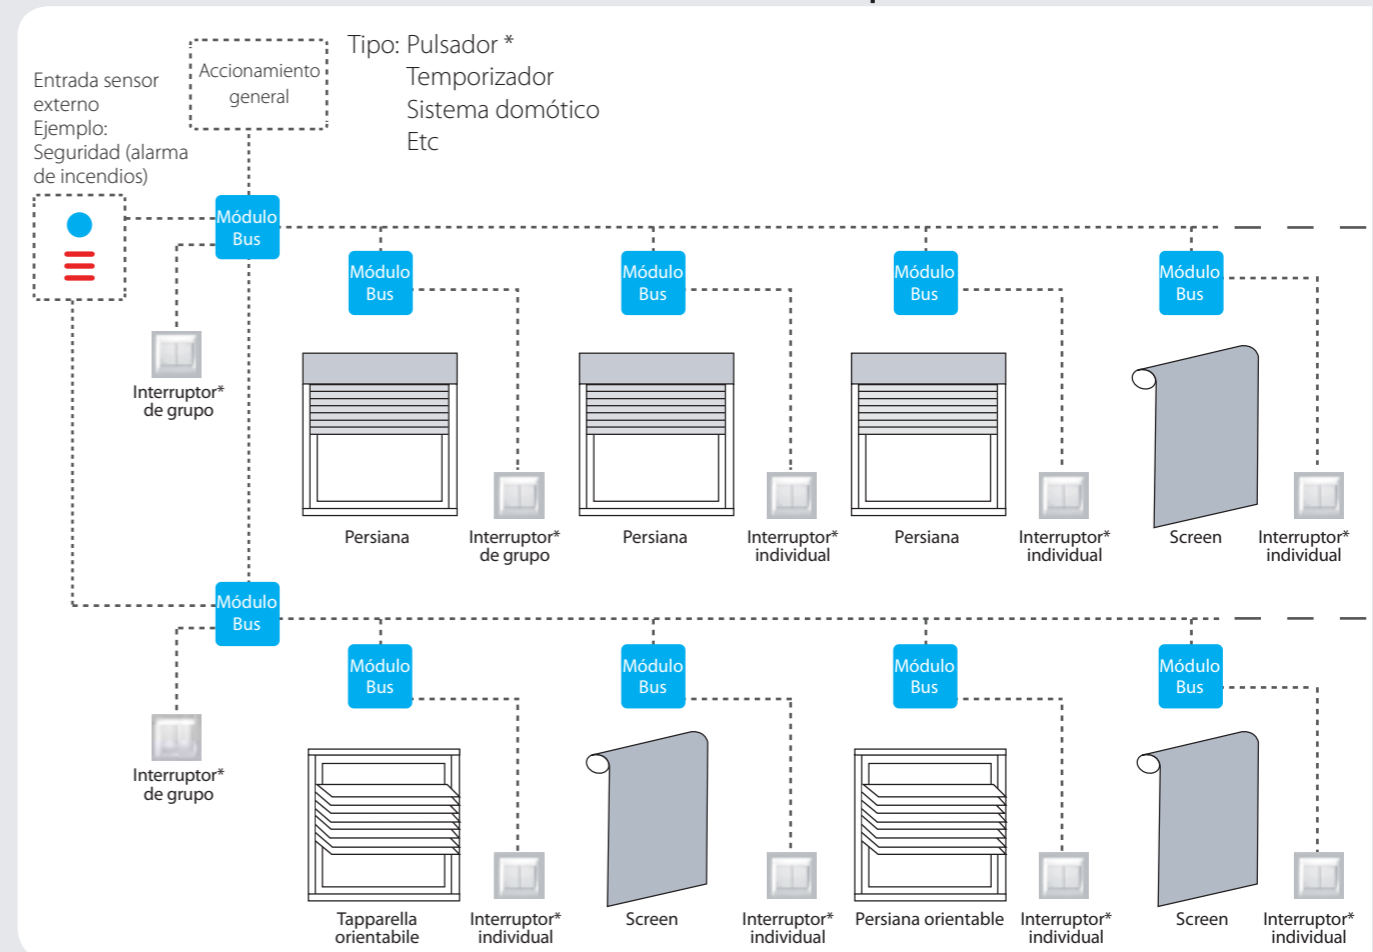 Tipo: Pulsador *
Temporizador
Sistema domótico
Etc
Accionamiento
general
Entrada sensor
externo
Ejemplo:
Seguridad (alarma
de incendios)
Módulo
Bus
Módulo
Bus
Módulo
Bus
Módulo
Bus
Módulo
Bus
Interruptor*
de grupo
Persiana
Interruptor*
de grupo
Persiana
Interruptor*
individual
Persiana
Interruptor*
individual
Screen
Interruptor*
individual
Módulo
Bus
Módulo
Bus
Módulo
Bus
Módulo
Bus
Módulo
Bus
Interruptor*
de grupo
Tapparella
orientabile
Interruptor*
individual
Screen
Interruptor*
individual
Persiana orientable
Interruptor*
individual
Screen
Interruptor*
individual